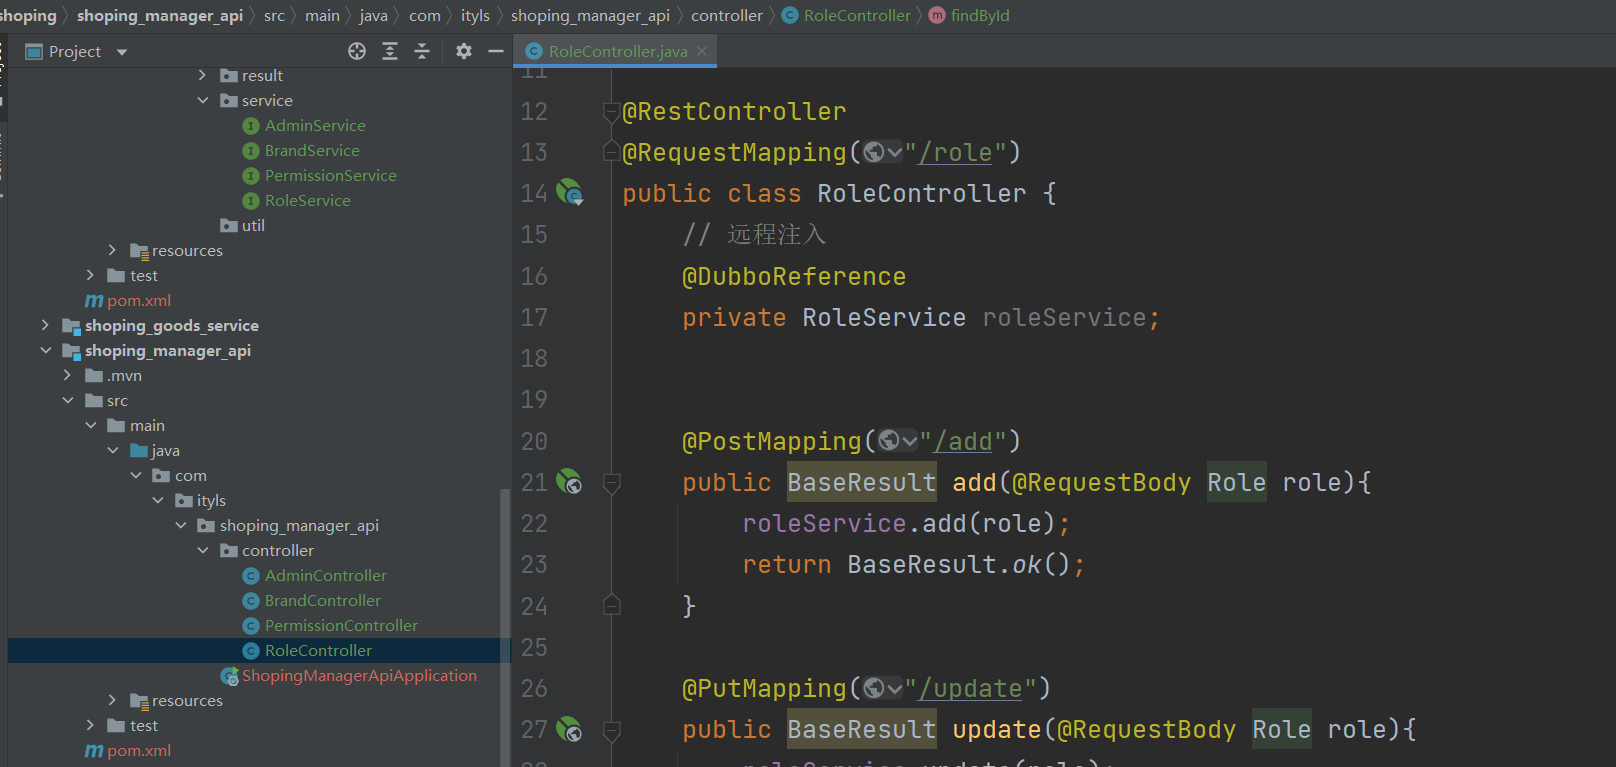 shoping shoping_manager_api src main java com ityls shoping_manager_api controller RoleController findById
Project
result
service
AdminService
BrandService
PermissionService
RoleService
util
resources
test
pom.xml
shoping_goods_service
shoping_manager_api
.mvn
src
main
java
com
ityls
shoping_manager_api
controller
AdminController
BrandController
PermissionController
RoleController
ShopingManagerApiApplication
resources
test
pom.xml
RoleController.java
11
12 @RestController
13 @RequestMapping("/role")
14 public class RoleController {
15 // 远程注入
16 @DubboReference
17 private RoleService roleService;
18
19
20 @PostMapping("/add")
21 public BaseResult add(@RequestBody Role role){
22 roleService.add(role);
23 return BaseResult.ok();
24 }
25
26 @PutMapping("/update")
27 public BaseResult update(@RequestBody Role role){
28 roleService.update(role);